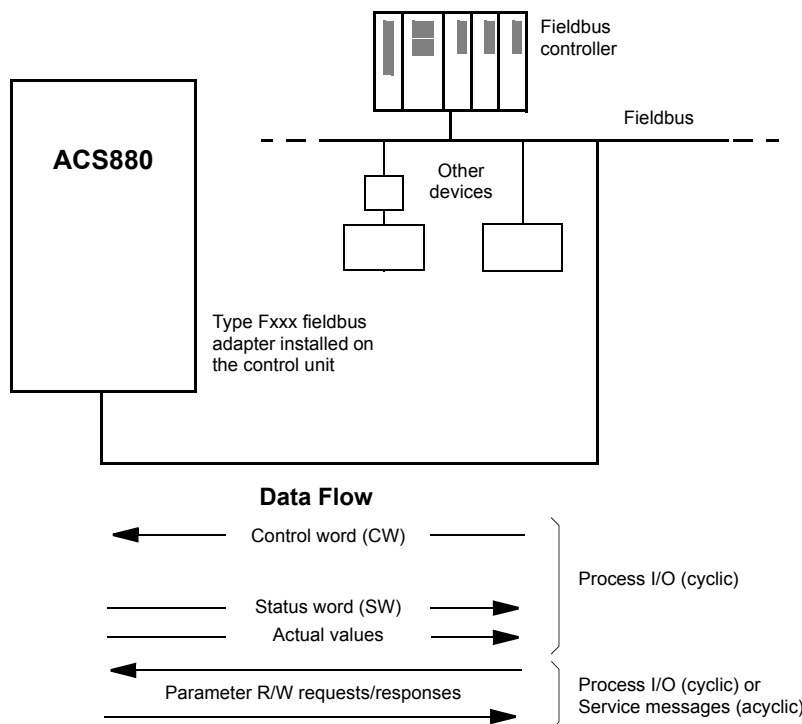 Fieldbus
controller
Fieldbus
ACS880
Other
devices
Type Fxxx fieldbus
adapter installed on
the control unit
Data Flow
Control word (CW)
Process I/O (cyclic)
Status word (SW)
Actual values
Parameter R/W requests/responses
Process I/O (cyclic) or
Service messages (acyclic)